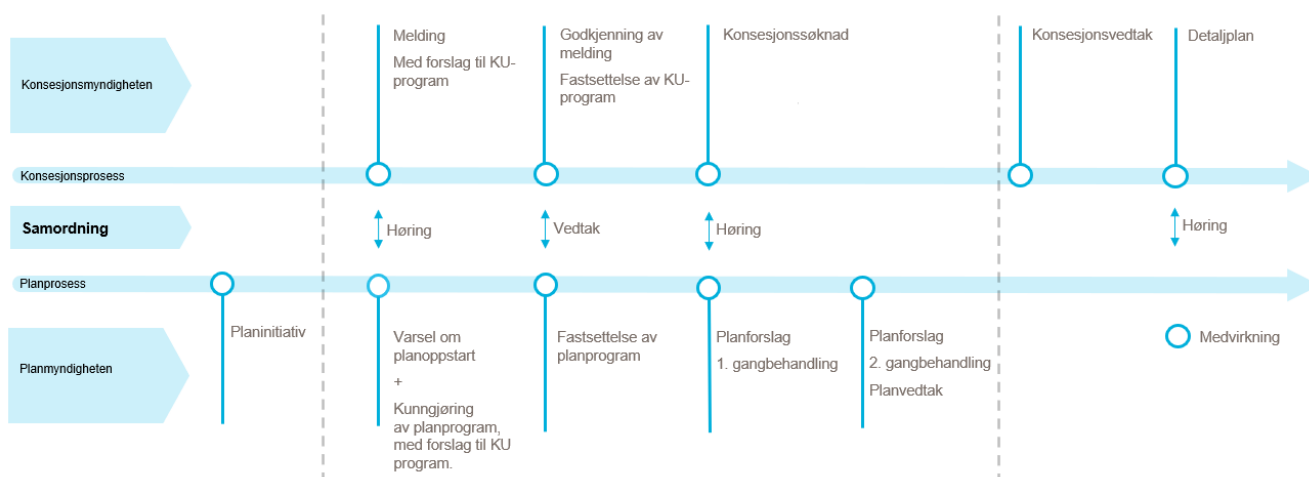 Konsesjonsmyndigheten
Melding
Med forslag til KU-
program
Godkjenning av
melding
Fastsettelse av KU-
program
Konsesjonssøknad
Konsesjonsvedtak
Detaljplan
Konsesjonsprosess
Samordning
Høring
Vedtak
Høring
Høring
Planprosess
Planmyndigheten
Planinitiativ
Varsel om
planoppstart
+
Kunngjøring
av planprogram,
med forslag til KU
program.
Fastsettelse av
planprogram
Planforslag
1. gangbehandling
Planforslag
2. gangbehandling
Planvedtak
Medvirkning